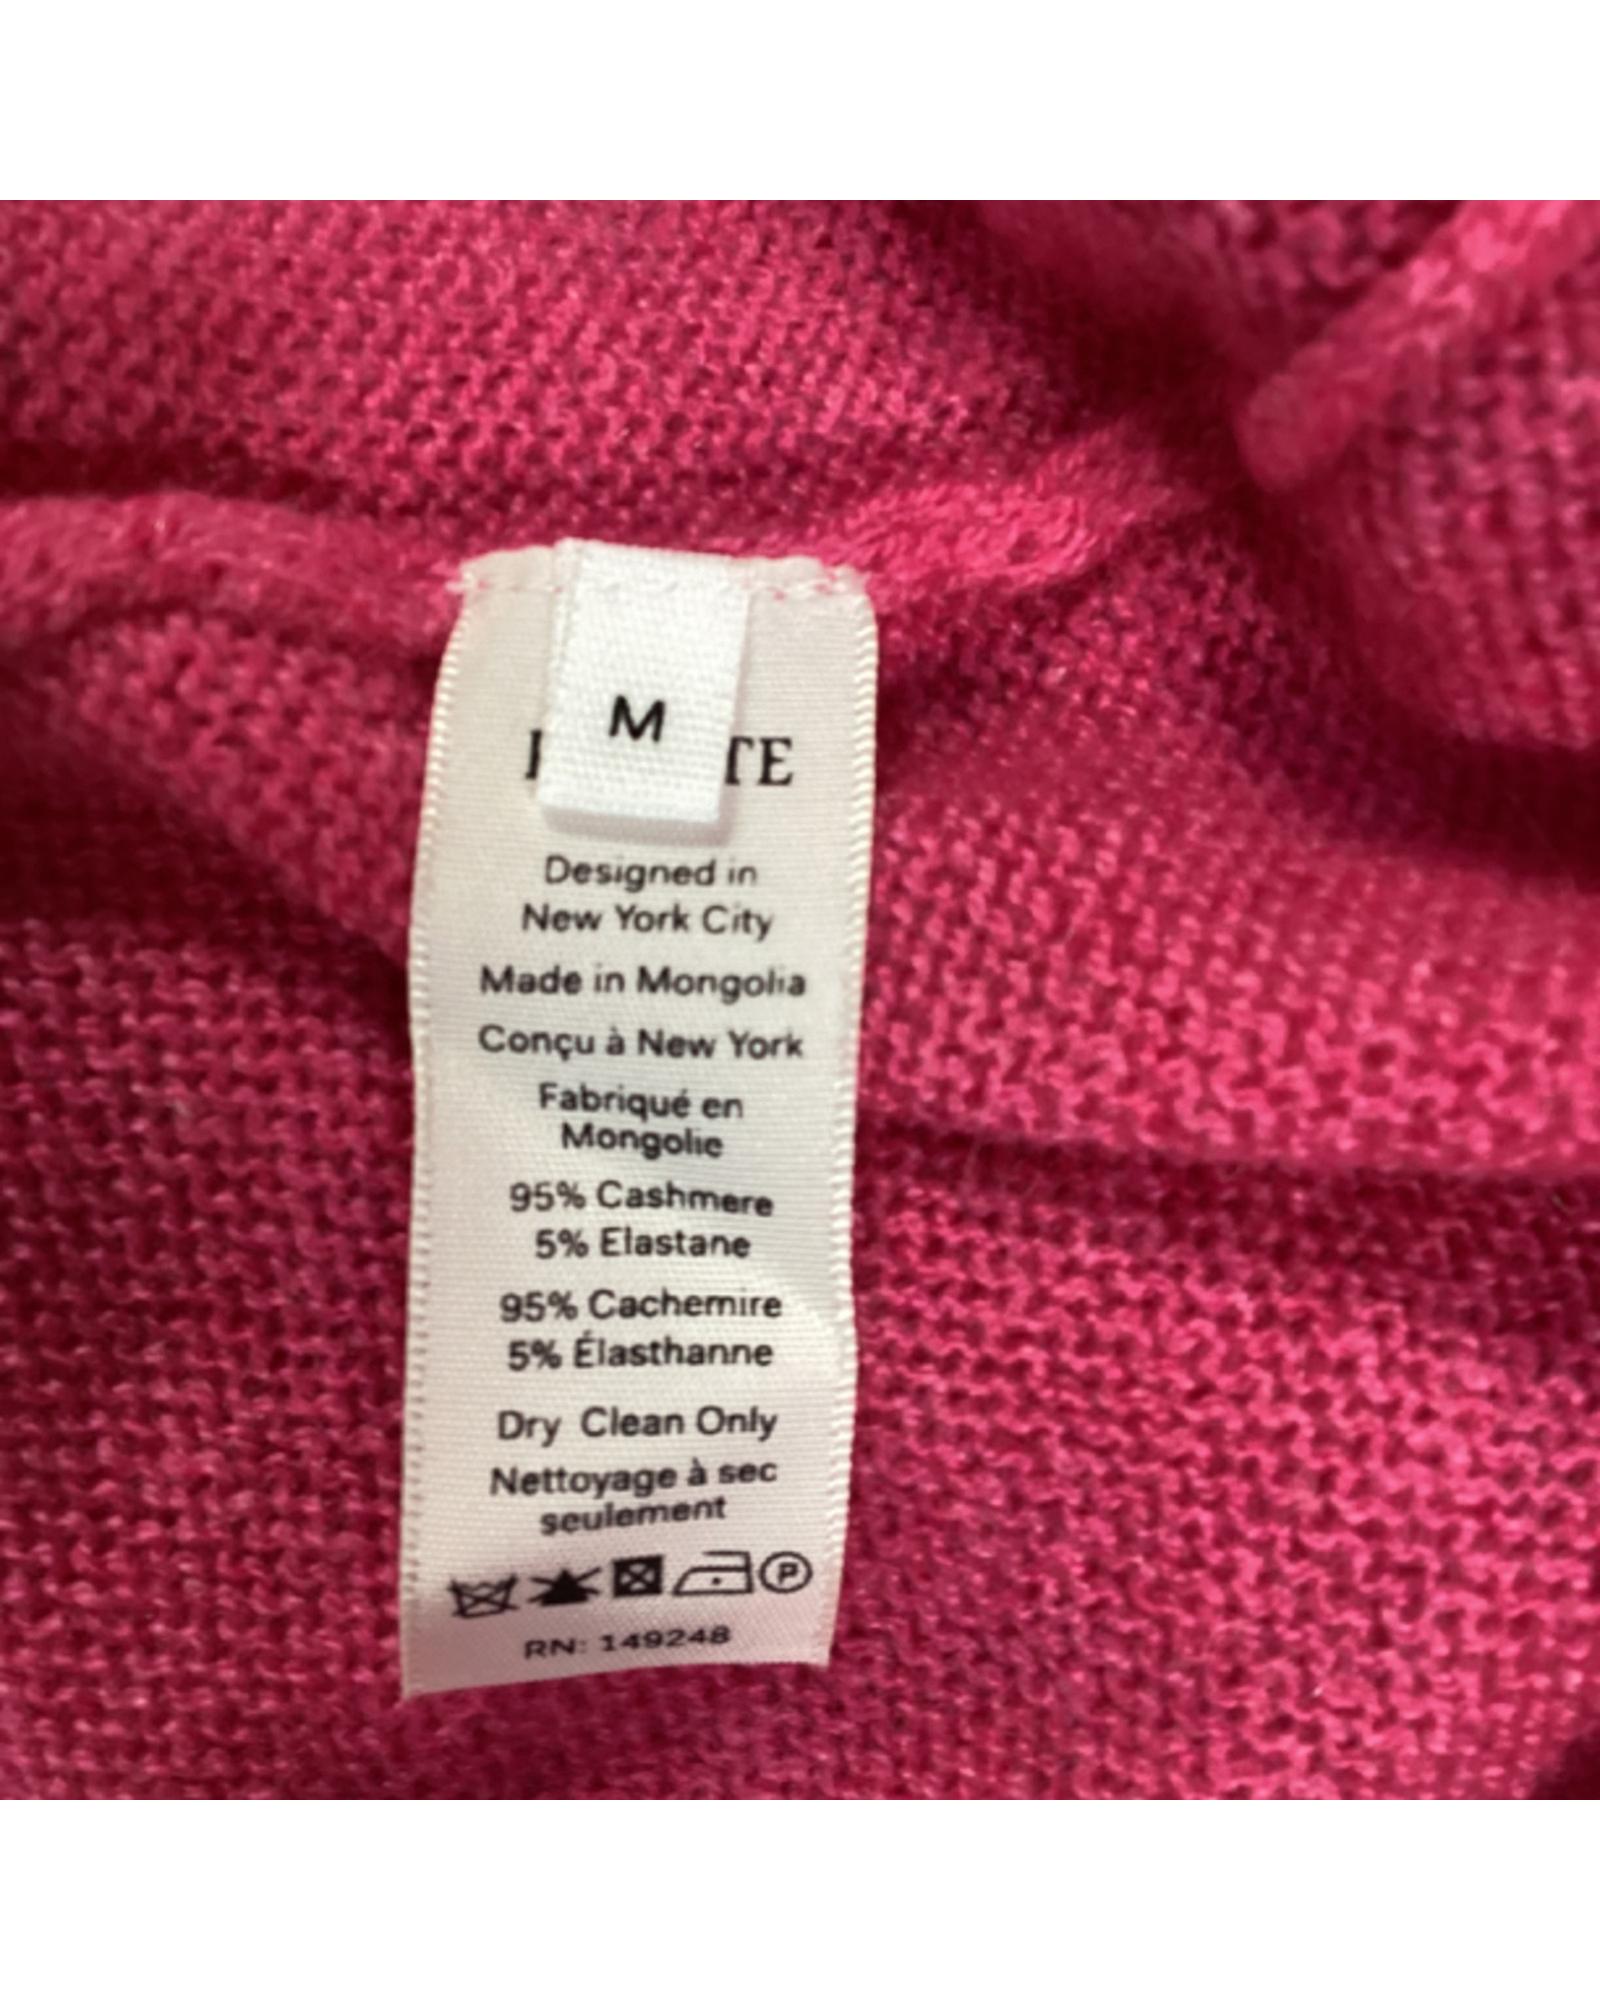 M
TE
Designed in
New York City
Made in Mongolia
Conçu à New York
Fabriqué en
Mongolie
95% Cashmere
5% Elastane
95% Cachemire
5% Élasthanne
Dry Clean Only
Nettoyage à sec
seulement
P
RN: 149248